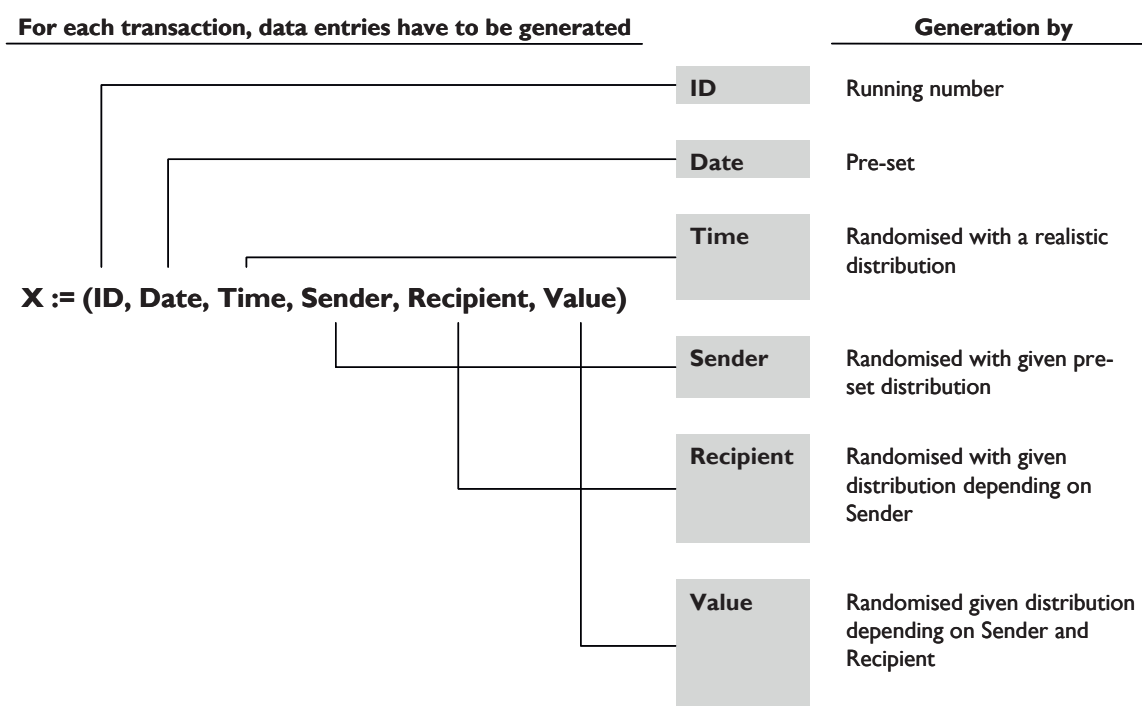 For each transaction, data entries have to be generated
Generation by
ID
Running number
Date
Pre-set
Time
Randomised with a realistic
distribution
X := (ID, Date, Time, Sender, Recipient, Value)
Sender
Randomised with given pre-
set distribution
Recipient
Randomised with given
distribution depending on
Sender
Value
Randomised given distribution
depending on Sender and
Recipient